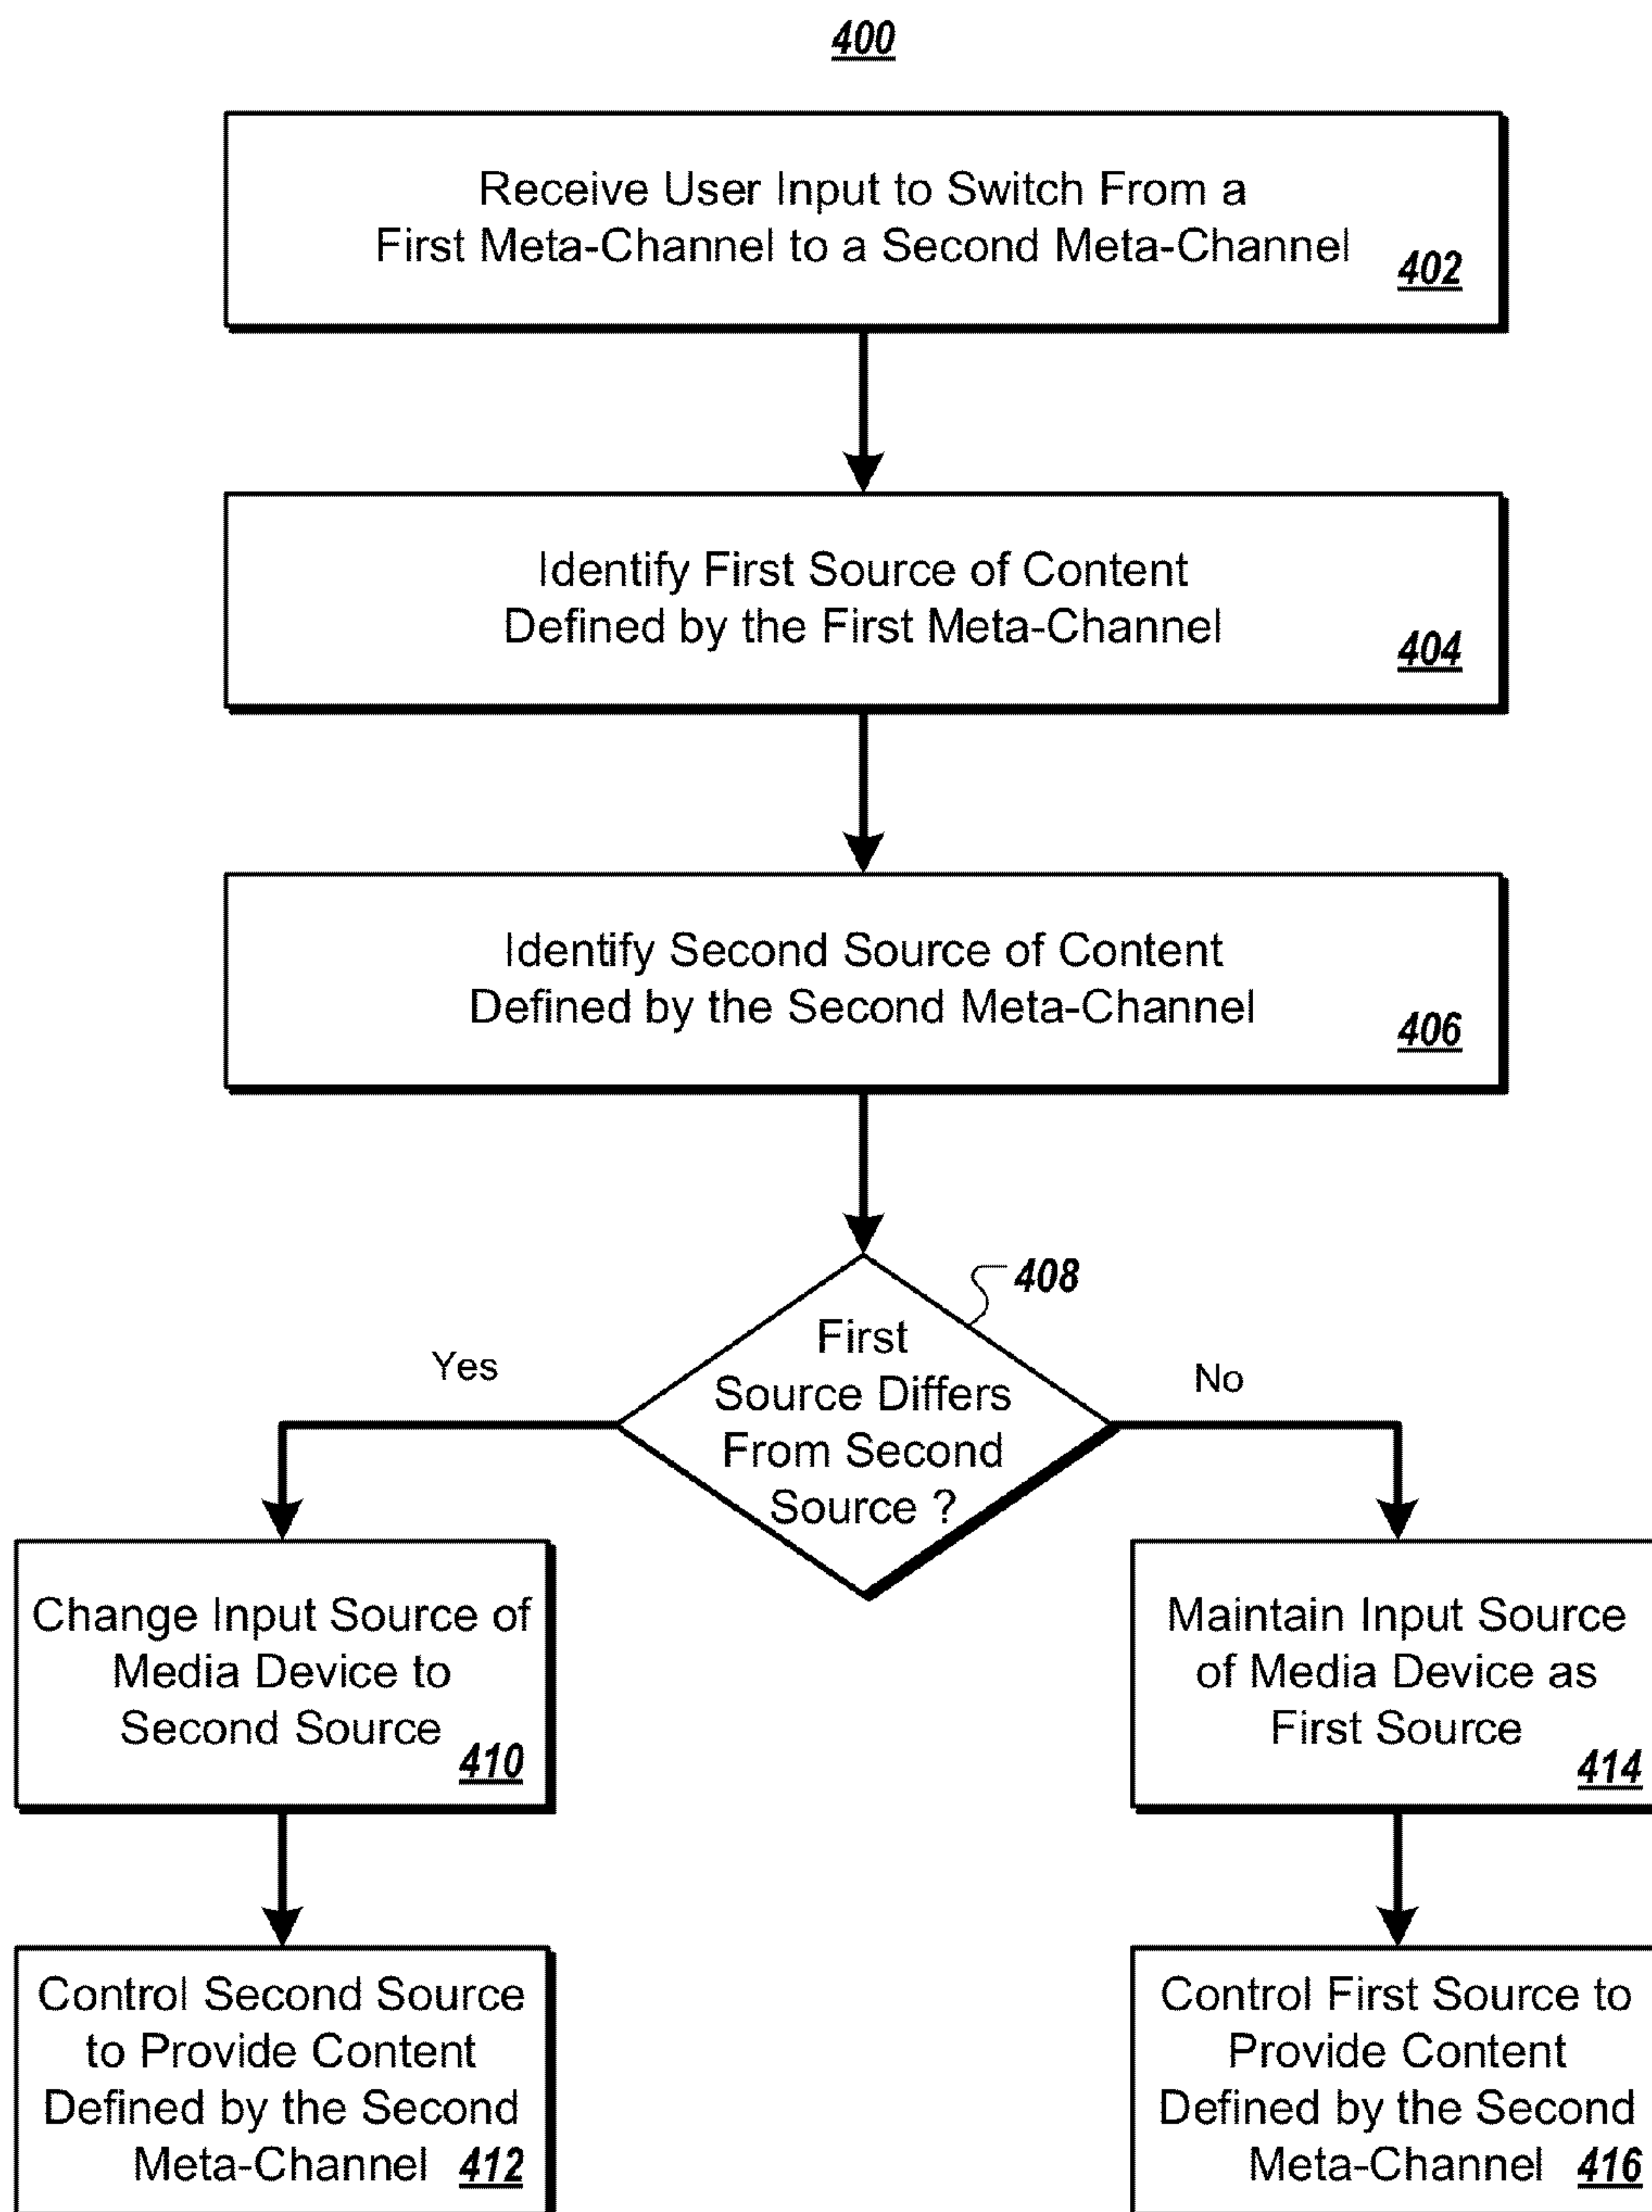 400
Receive User Input to Switch From a
First Meta-Channel to a Second Meta-Channel
402
Identify First Source of Content
Defined by the First Meta-Channel
404
Identify Second Source of Content
Defined by the Second Meta-Channel
406
408
First
Source Differs
From Second
Source ?
Yes
No
Change Input Source of
Media Device to
Second Source
410
Maintain Input Source
of Media Device as
First Source
414
Control Second Source
to Provide Content
Defined by the Second
Meta-Channel 412
Control First Source to
Provide Content
Defined by the Second
Meta-Channel 416